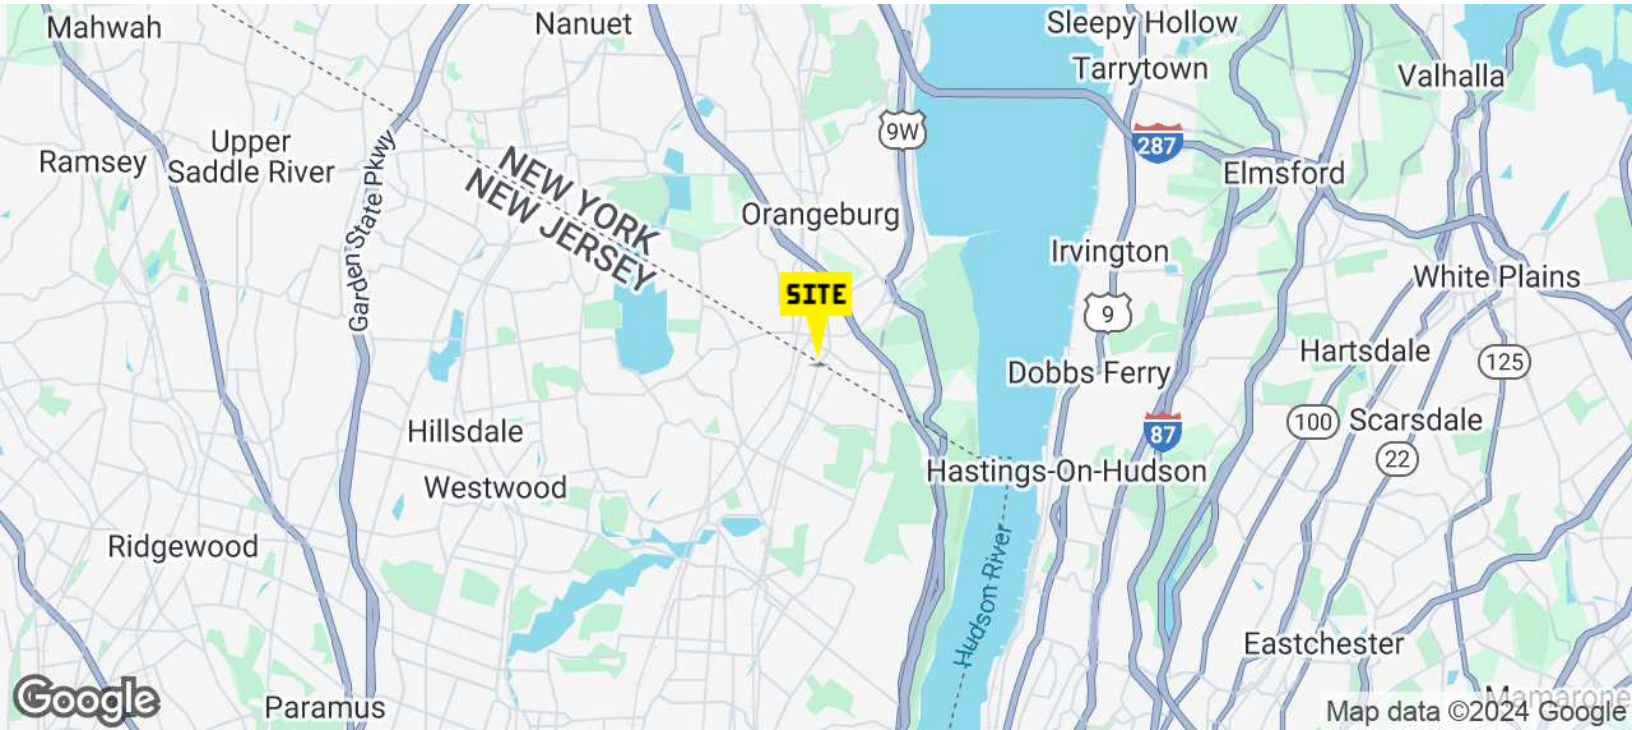 Mahwah
Nanuet
Sleepy Hollow
Tarrytown
Valhalla
9W
287
Upper
Saddle River
Ramsey
Elmsford
Garden State Pkwy
NEW YORK
NEW JERSEY
Orangeburg
Irvington
White Plains
SITE
9
Hartsdale
125
Dobbs Ferry
100
Scarsdale
Hillsdale
87
22
Hastings-On-Hudson
Westwood
Ridgewood
Hudson River
Eastchester
Google
Paramus
Mamarone
Map data ©2024 Google